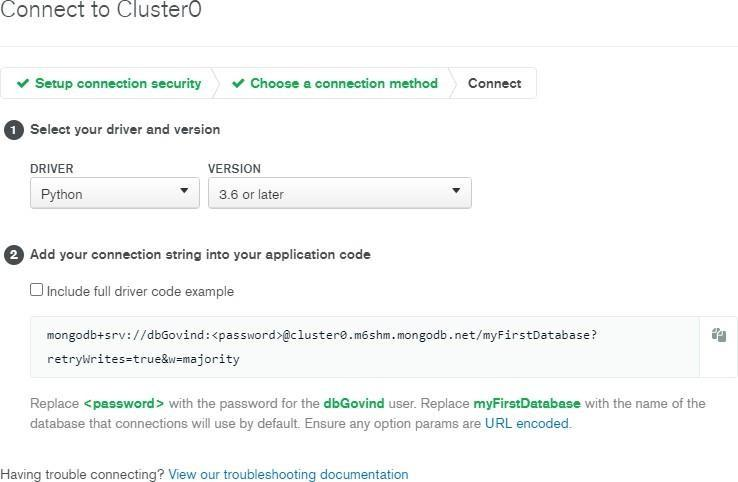 Connect to Cluster0
✔ Setup connection security ✔ Choose a connection method Connect
1 Select your driver and version
DRIVER VERSION
Python 3.6 or later
2 Add your connection string into your application code
Include full driver code example
mongodb+srv://dbGovind:<password>@cluster0.m6shm.mongodb.net/myFirstDatabase?
retryWrites=true&w=majority
Replace <password> with the password for the dbGovind user. Replace myFirstDatabase with the name of the
database that connections will use by default. Ensure any option params are URL encoded.
Having trouble connecting? View our troubleshooting documentation